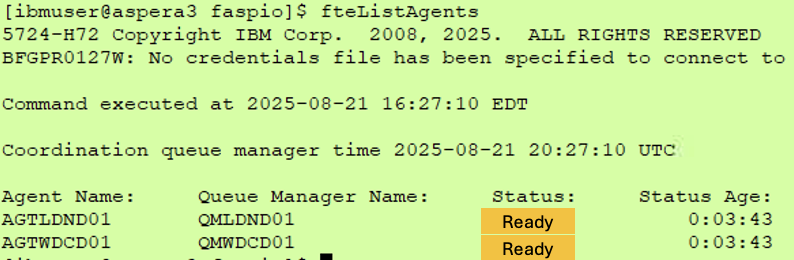 [ibmuser@aspera3 faspio]$ fteListAgents
5724-H72 Copyright IBM Corp.  2008, 2025.  ALL RIGHTS RESERVED
BFGPR0127W: No credentials file has been specified to connect to
Command executed at 2025-08-21 16:27:10 EDT
Coordination queue manager time 2025-08-21 20:27:10 UTC
Agent Name: Queue Manager Name: Status: Status Age:
AGTLDND01 QMLDND01 Ready 0:03:43
AGTWDCD01 QMWDCD01 Ready 0:03:43